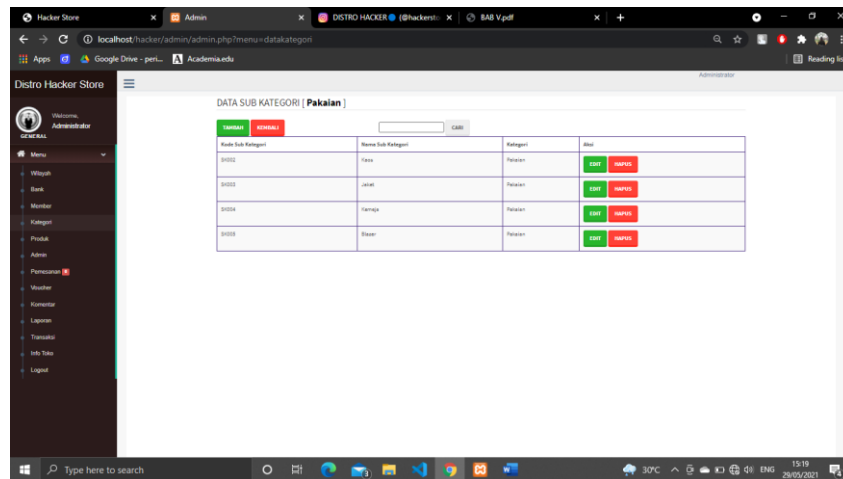 Hacker Store
Admin
DISTRO HACKER (@hackersto
BAB V.pdf
localhost/hacker/admin/admin.php?menu=datakategori
Apps
Google Drive - peri...
Academia.edu
Reading lis
Distro Hacker Store
Administrator
Welcome,
Administrator
GENERAL
Menu
Wilayah
Bank
Member
Kategori
Produk
Admin
Pemesanan
Voucher
Komentar
Laporan
Transaksi
Info Toko
Logout
DATA SUB KATEGORI [ Pakaian ]
TAMBAH KEMBALI CARI
Kode Sub Kategori Nama Sub Kategori Kategori Aksi
SK002 Kaos Pakaian EDIT HAPUS
SK003 Jaket Pakaian EDIT HAPUS
SK004 Kemeja Pakaian EDIT HAPUS
SK005 Blazer Pakaian EDIT HAPUS
Type here to search
30°C
ENG
15:19
29/05/2021